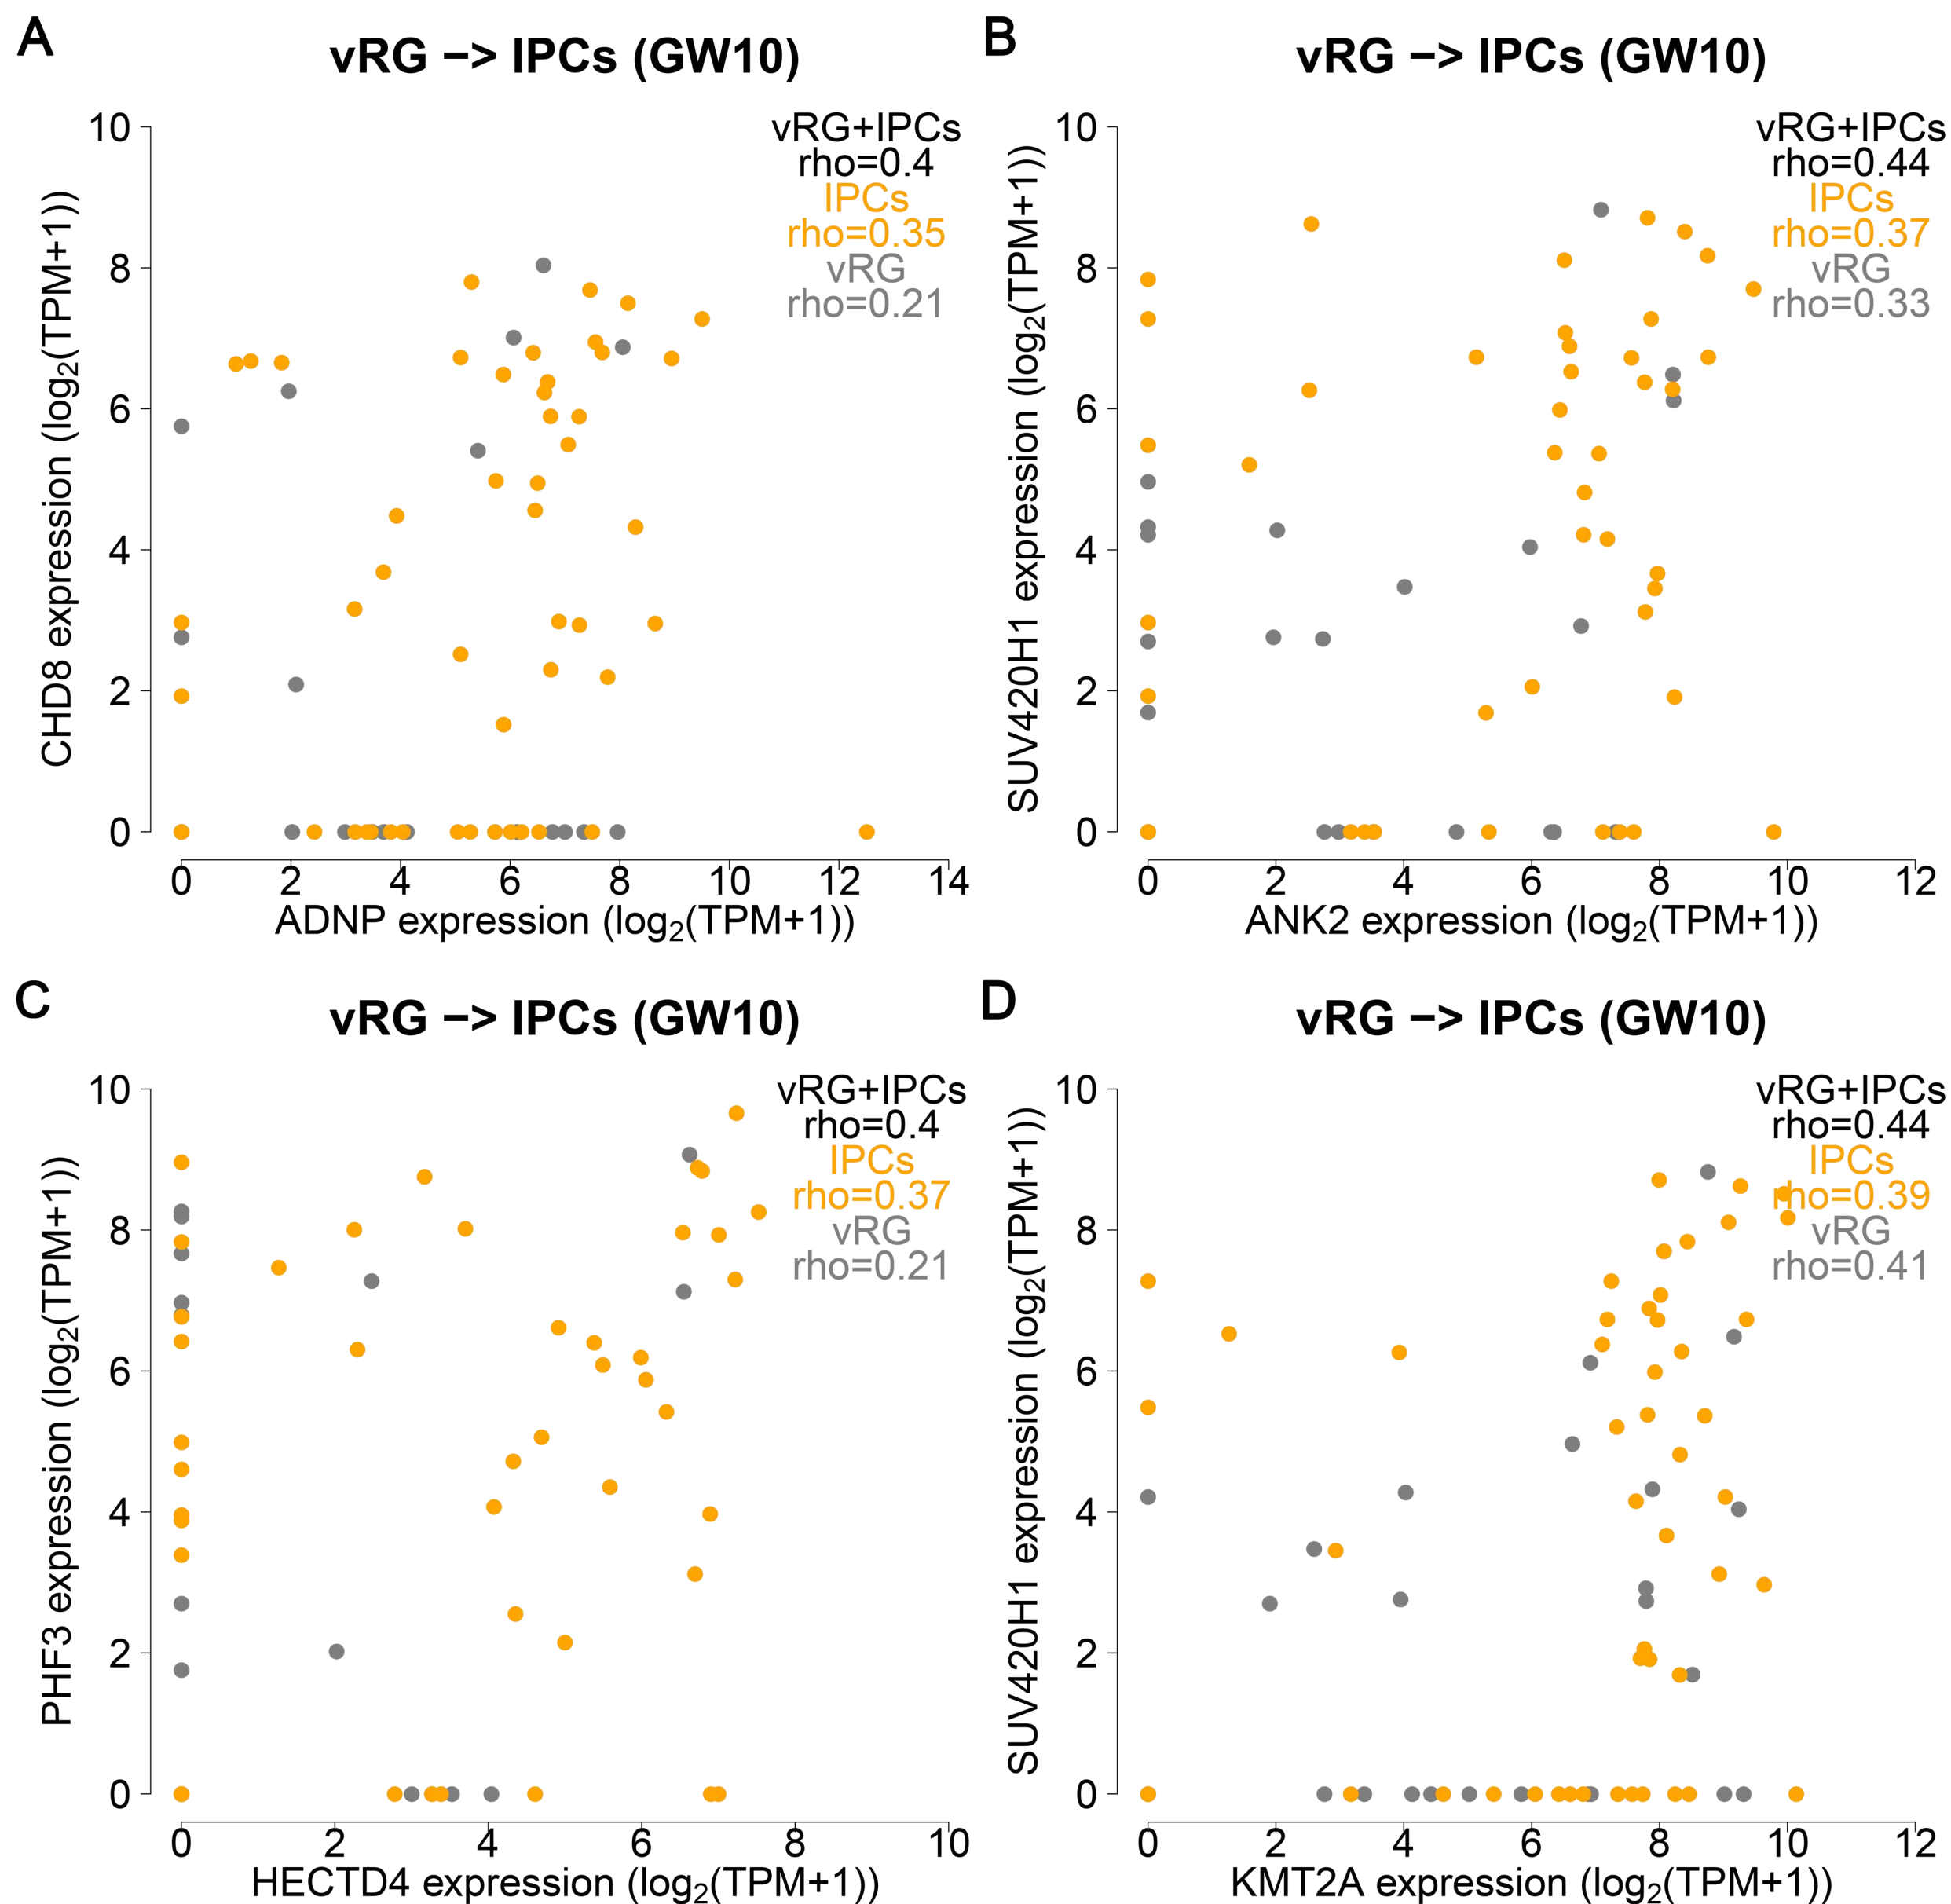 A
vRG −> IPCs (GW10)
vRG+IPCs
rho=0.4
IPCs
rho=0.35
vRG
rho=0.21
CHD8 expression (log2(TPM+1))
10
8
6
4
2
0
0 2 4 6 8 10 12 14
ADNP expression (log2(TPM+1))
B
vRG −> IPCs (GW10)
vRG+IPCs
rho=0.44
IPCs
rho=0.37
vRG
rho=0.33
SUV420H1 expression (log2(TPM+1))
10
8
6
4
2
0
0 2 4 6 8 10 12
ANK2 expression (log2(TPM+1))
C
vRG −> IPCs (GW10)
vRG+IPCs
rho=0.4
IPCs
rho=0.37
vRG
rho=0.21
PHF3 expression (log2(TPM+1))
10
8
6
4
2
0
0 2 4 6 8 10
HECTD4 expression (log2(TPM+1))
D
vRG −> IPCs (GW10)
vRG+IPCs
rho=0.44
IPCs
rho=0.39
vRG
rho=0.41
SUV420H1 expression (log2(TPM+1))
10
8
6
4
2
0
0 2 4 6 8 10 12
KMT2A expression (log2(TPM+1))